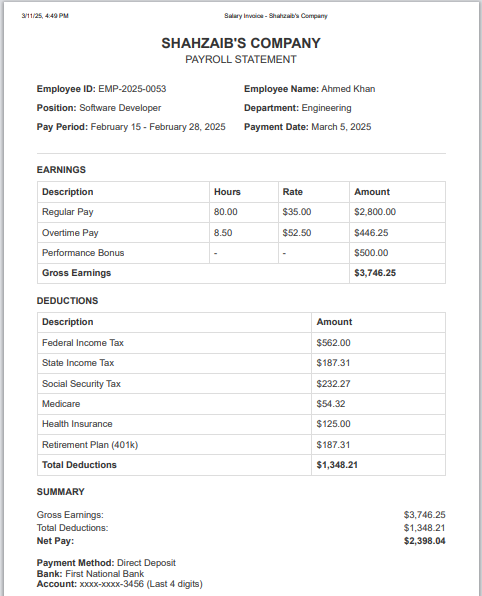 3/11/25, 4:49 PM Salary Invoice - Shahzaib's Company
SHAHZAIB'S COMPANY
PAYROLL STATEMENT
Employee ID: EMP-2025-0053 Employee Name: Ahmed Khan
Position: Software Developer Department: Engineering
Pay Period: February 15 - February 28, 2025 Payment Date: March 5, 2025
EARNINGS
Description Hours Rate Amount
Regular Pay 80.00 $35.00 $2,800.00
Overtime Pay 8.50 $52.50 $446.25
Performance Bonus - - $500.00
Gross Earnings $3,746.25
DEDUCTIONS
Description Amount
Federal Income Tax $562.00
State Income Tax $187.31
Social Security Tax $232.27
Medicare $54.32
Health Insurance $125.00
Retirement Plan (401k) $187.31
Total Deductions $1,348.21
SUMMARY
Gross Earnings: $3,746.25
Total Deductions: $1,348.21
Net Pay: $2,398.04
Payment Method: Direct Deposit
Bank: First National Bank
Account: xxxx-xxxx-3456 (Last 4 digits)